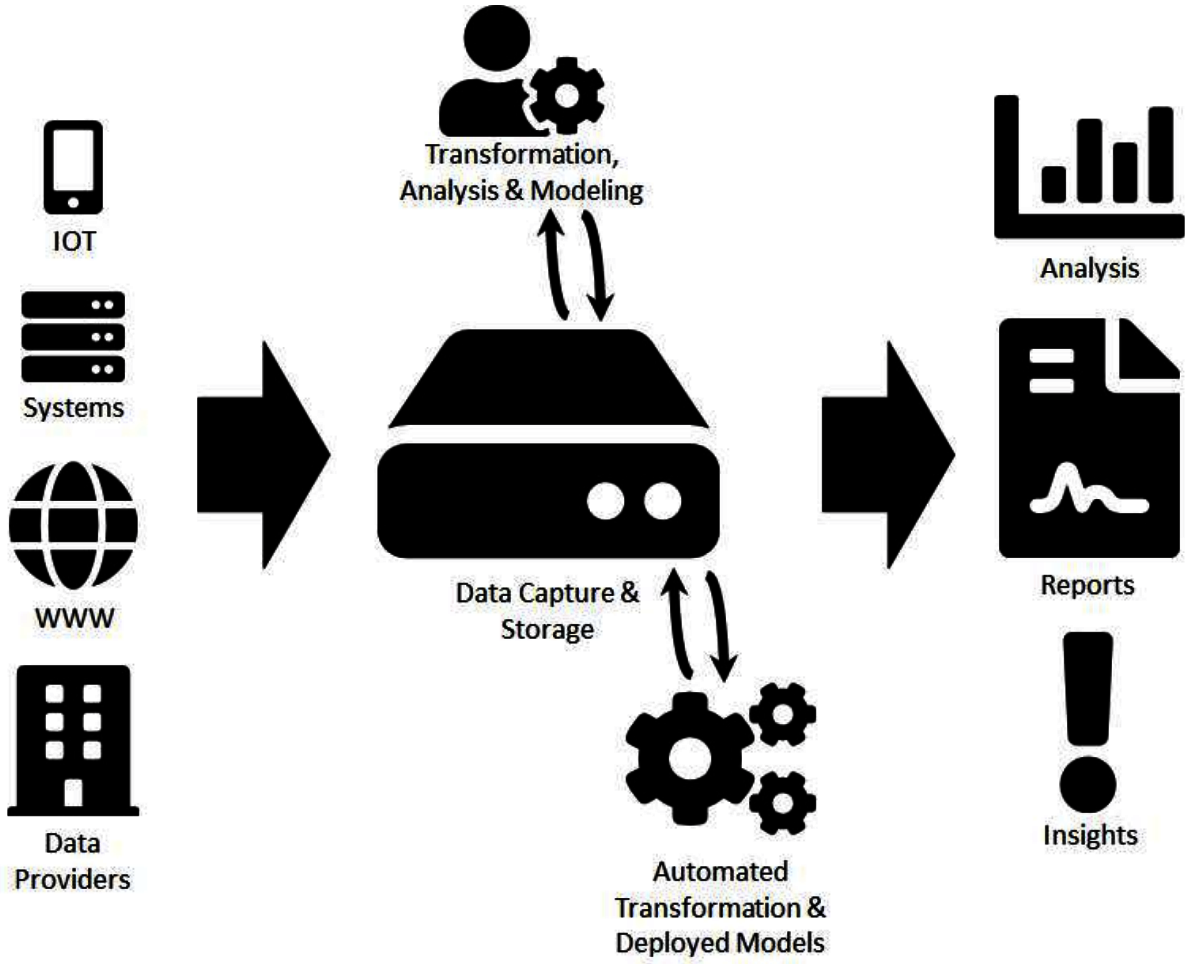 IOT
Systems
WWW
Data
Providers
Transformation,
Analysis & Modeling
Data Capture &
Storage
Automated
Transformation &
Deployed Models
Analysis
Reports
Insights